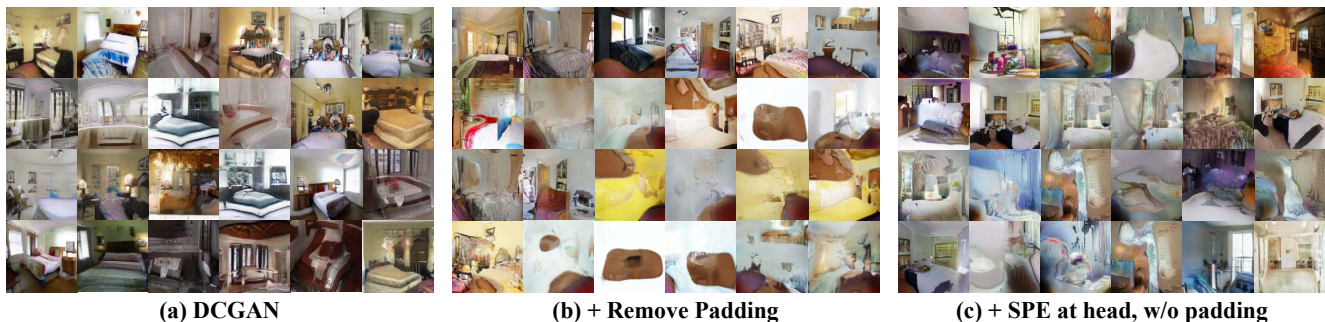 (a) DCGAN
(b) + Remove Padding
(c) + SPE at head, w/o padding